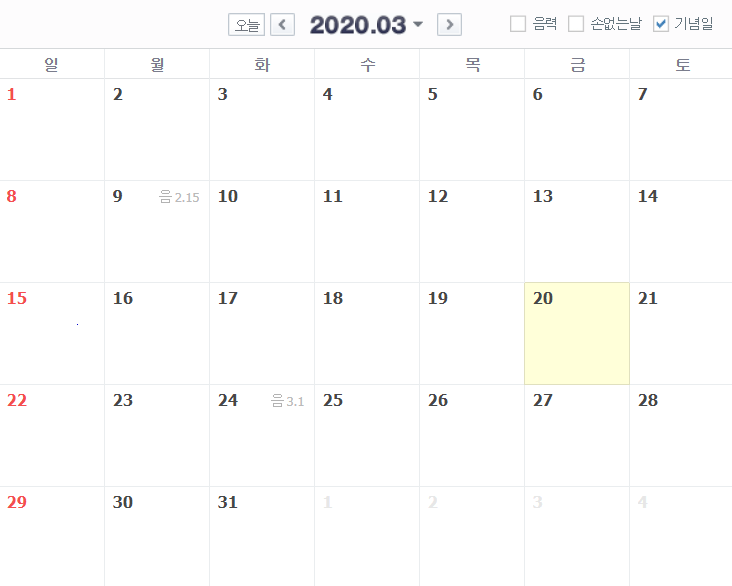 오늘 < 2020.03 > 음력 손없는날 기념일
일 월 화 수 목 금 토
1 2 3 4 5 6 7
8 9 음 2.15 10 11 12 13 14
15 16 17 18 19 20 21
22 23 24 음 3.1 25 26 27 28
29 30 31 1 2 3 4